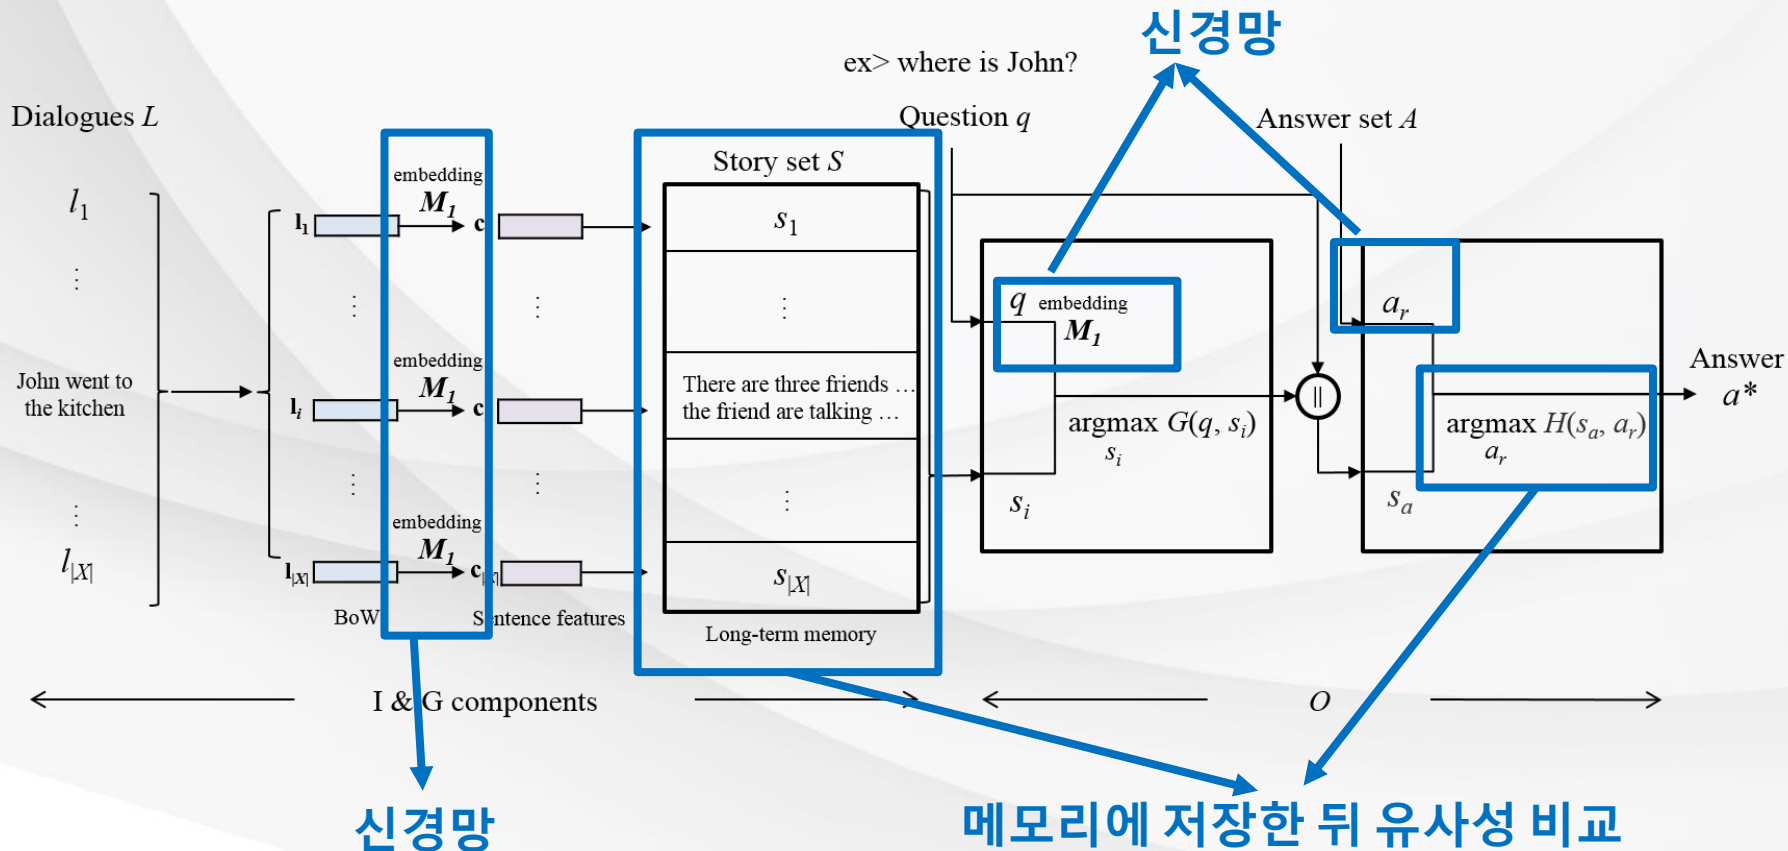 신경망
ex> where is John?
Dialogues L
Question q
Answer set A
Story set S
l1
⋮
John went to
the kitchen
⋮
l|X|
embedding
M1
l1
c
⋮
⋮
embedding
M1
li
c
⋮
⋮
embedding
M1
l|X|
c|X|
BoW
Sentence features
s1
⋮
There are three friends …
the friend are talking …
⋮
s|X|
Long-term memory
q embedding
M1
argmax G(q, si)
si
si
||
ar
argmax H(sa, ar)
ar
sa
Answer
a*
I & G components
O
신경망
메모리에 저장한 뒤 유사성 비교